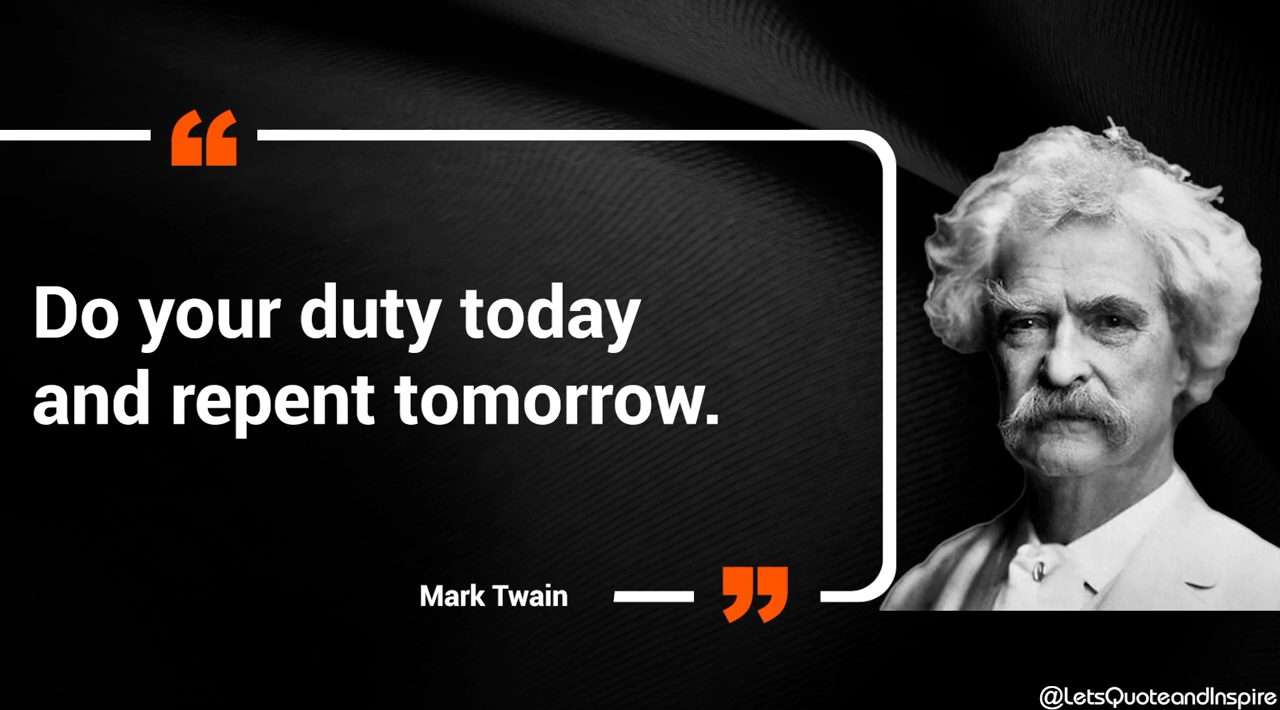 “
Do your duty today
and repent tomorrow.
Mark Twain
”
@LetsQuoteandInspire